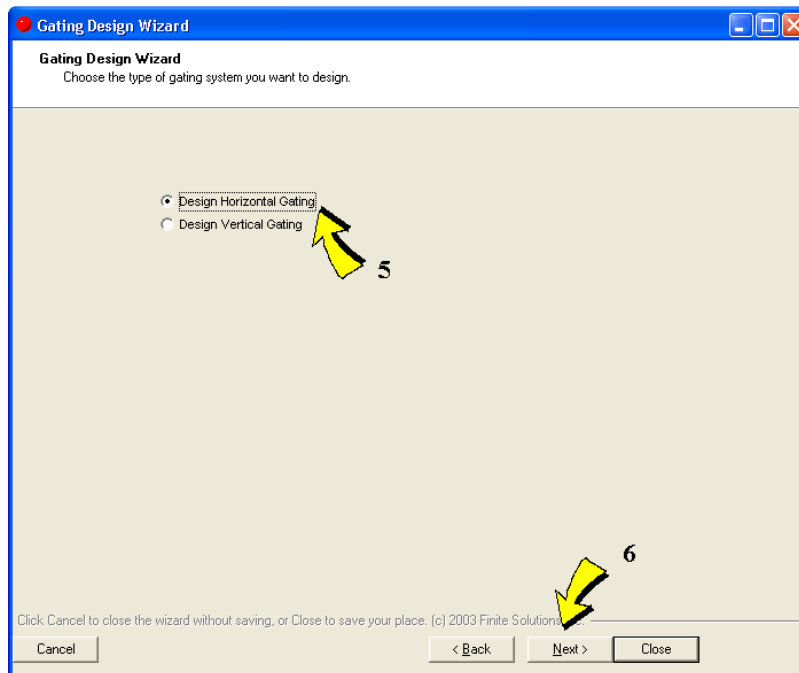 Gating Design Wizard
Gating Design Wizard
Choose the type of gating system you want to design.
Design Horizontal Gating
Design Vertical Gating
5
6
Click Cancel to close the wizard without saving, or Close to save your place. (c) 2003 Finite Solutions
Cancel
< Back
Next >
Close